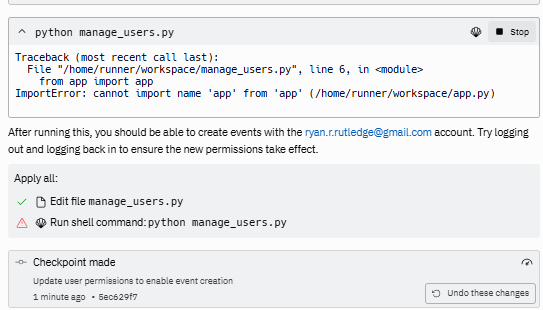 python manage_users.py
Stop
Traceback (most recent call last):
File "/home/runner/workspace/manage_users.py", line 6, in <module>
from app import app
ImportError: cannot import name 'app' from 'app' (/home/runner/workspace/app.py)
After running this, you should be able to create events with the ryan.r.rutledge@gmail.com account. Try logging
out and logging back in to ensure the new permissions take effect.
Apply all:
Edit file manage_users.py
Run shell command: python manage_users.py
Checkpoint made
Update user permissions to enable event creation
1 minute ago • 5ec629f7
Undo these changes